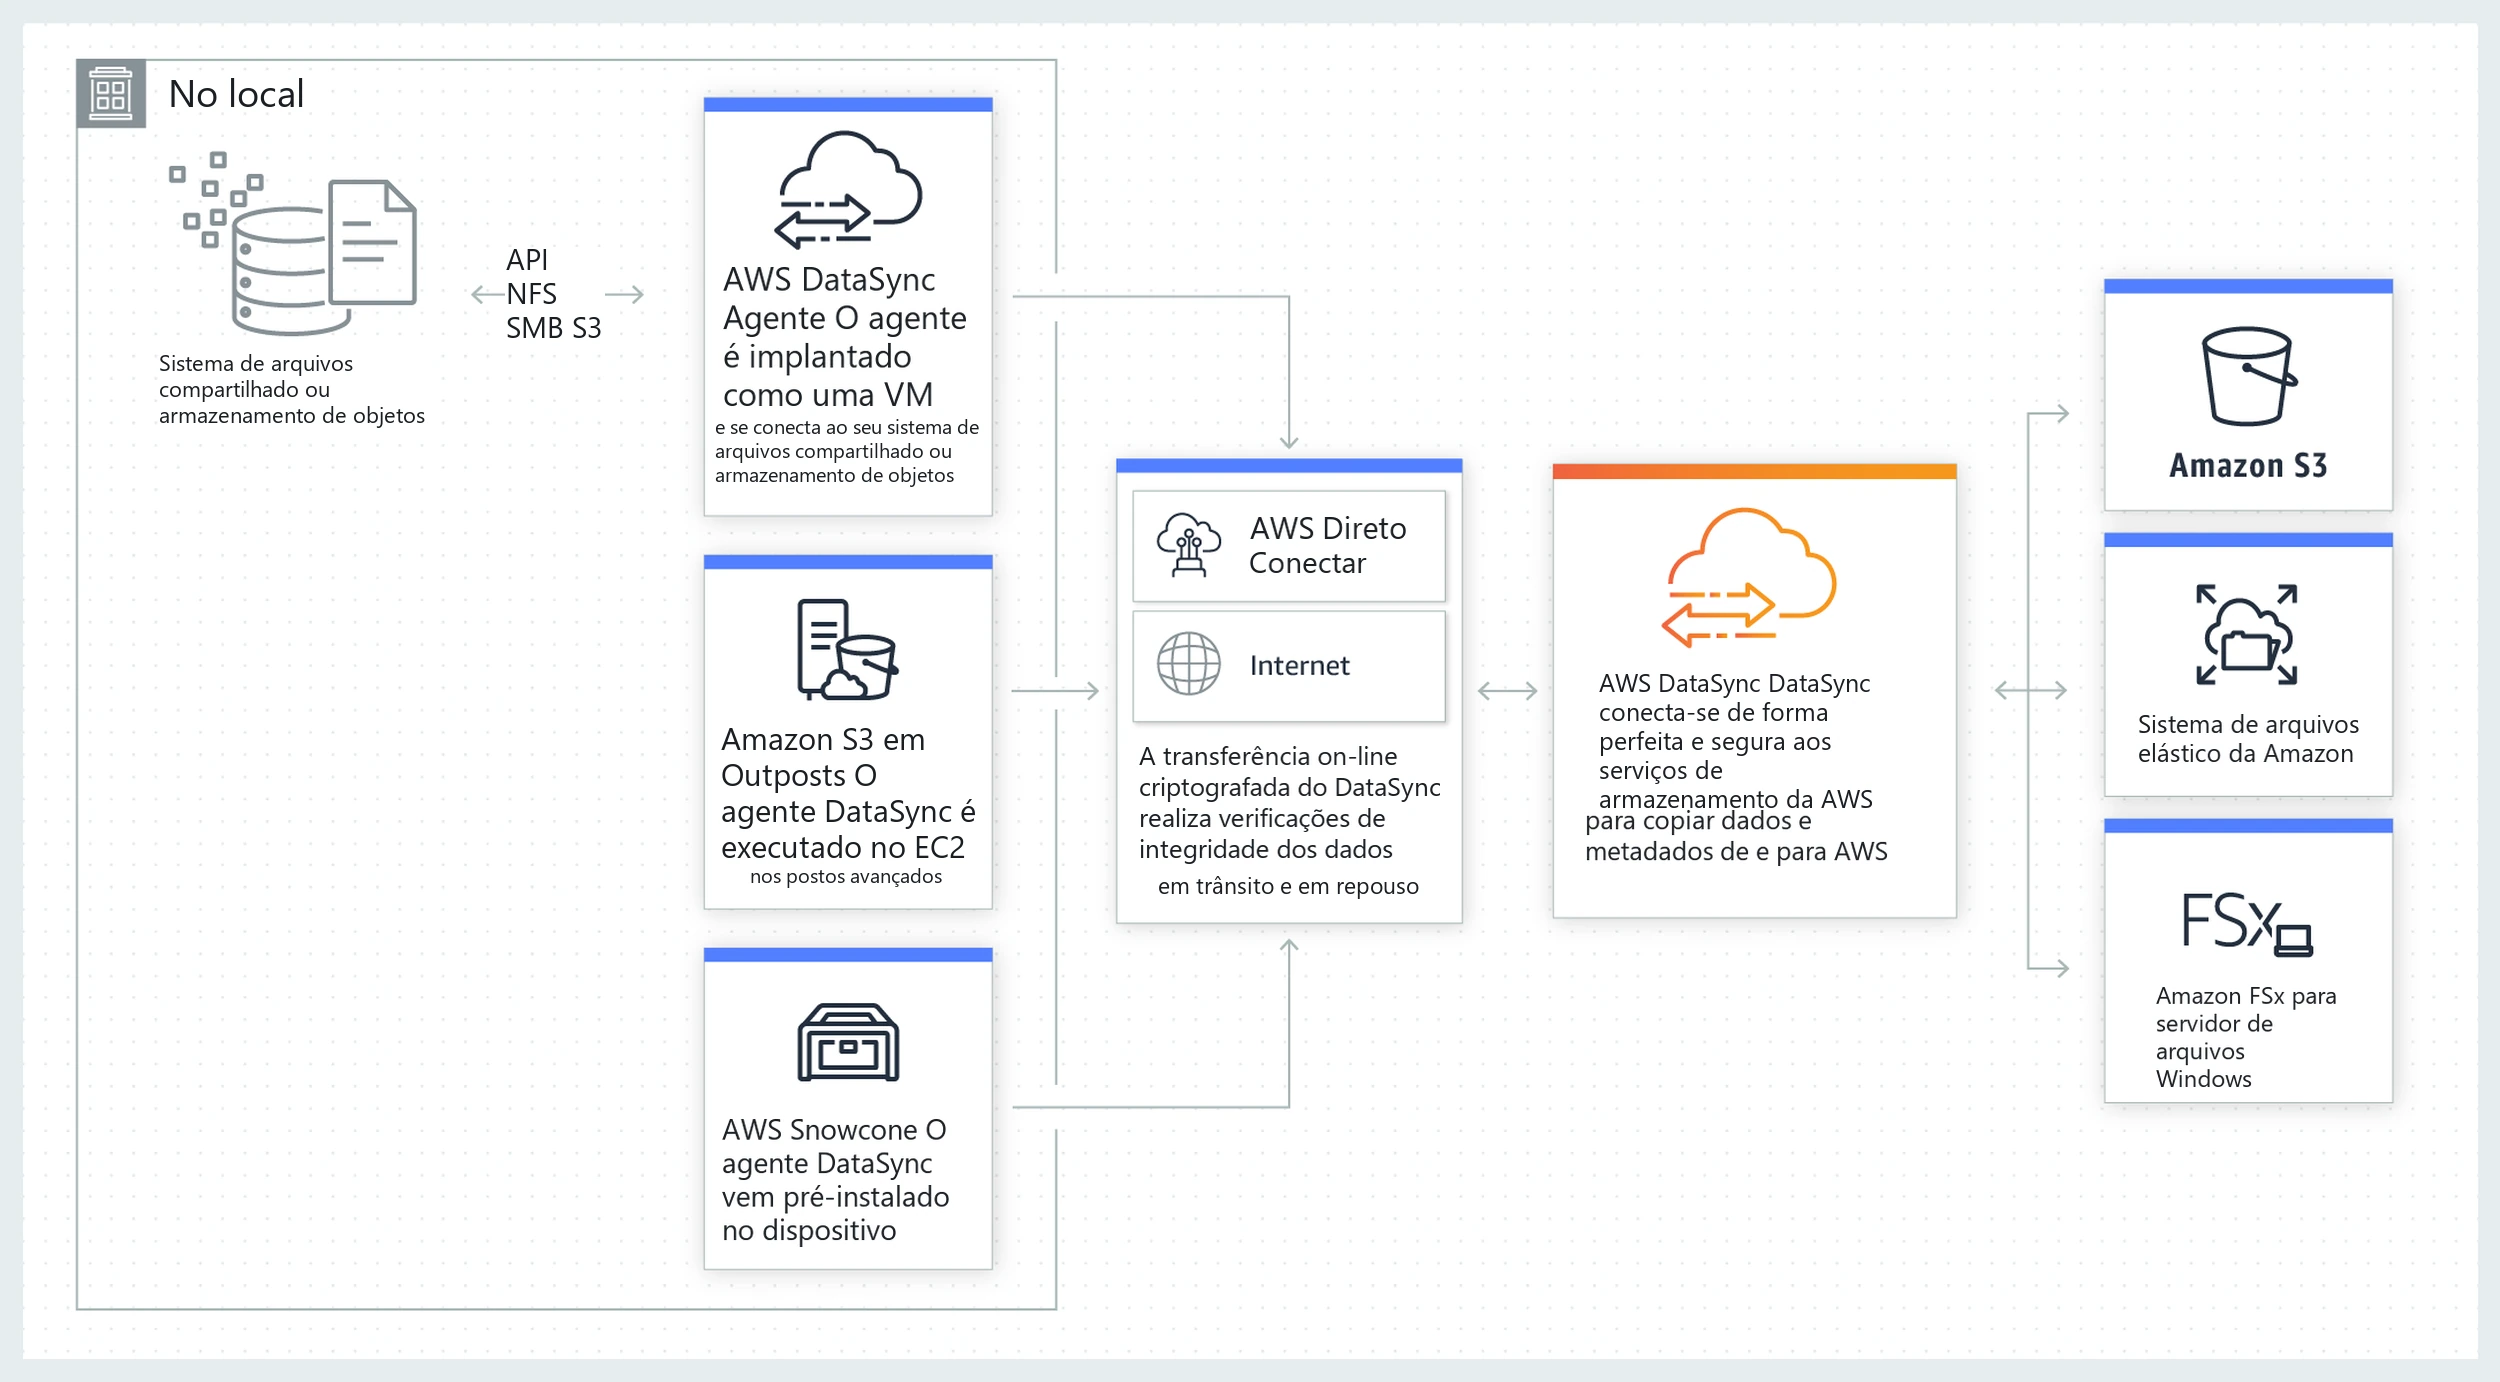 No local
Sistema de arquivos
compartilhado ou
armazenamento de objetos
API
NFS
SMB S3
AWS DataSync
Agente O agente
é implantado
como uma VM
e se conecta ao seu sistema de
arquivos compartilhado ou
armazenamento de objetos
Amazon S3 em
Outposts O
agente DataSync é
executado no EC2
nos postos avançados
AWS Snowcone O
agente DataSync
vem pré-instalado
no dispositivo
AWS Direto
Conectar
Internet
A transferência on-line
criptografada do DataSync
realiza verificações de
integridade dos dados
em trânsito e em repouso
AWS DataSync DataSync
conecta-se de forma
perfeita e segura aos
serviços de
armazenamento da AWS
para copiar dados e
metadados de e para AWS
Amazon S3
Sistema de arquivos
elástico da Amazon
FSx
Amazon FSx para
servidor de
arquivos
Windows